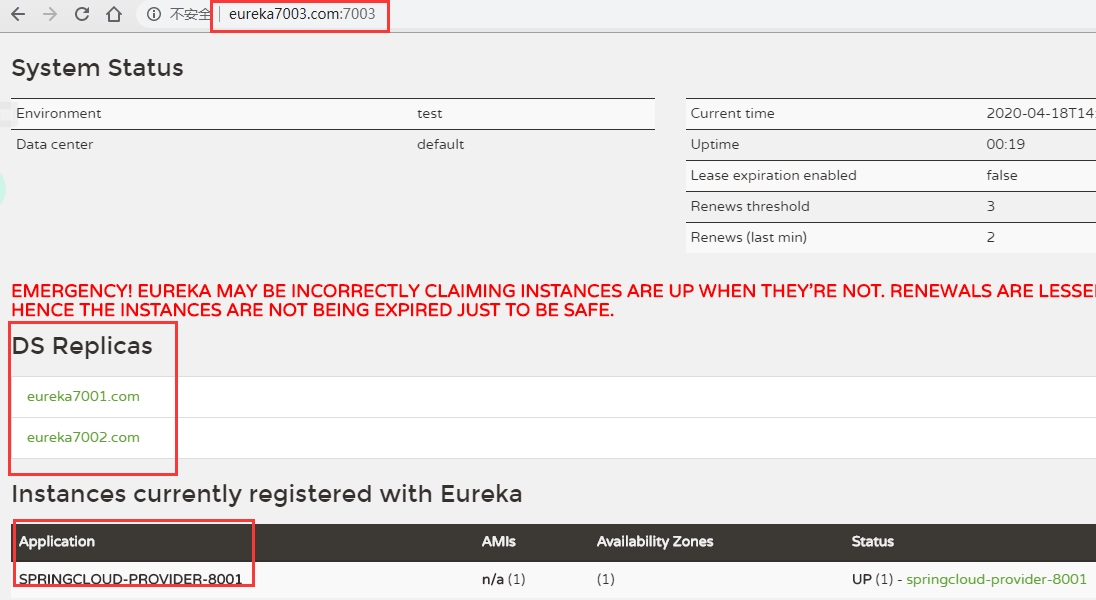 不安全 | eureka7003.com:7003
System Status
Environment test
Data center default
Current time 2020-04-18T14:
Uptime 00:19
Lease expiration enabled false
Renews threshold 3
Renews (last min) 2
EMERGENCY! EUREKA MAY BE INCORRECTLY CLAIMING INSTANCES ARE UP WHEN THEY'RE NOT. RENEWALS ARE LESSE
HENCE THE INSTANCES ARE NOT BEING EXPIRED JUST TO BE SAFE.
DS Replicas
eureka7001.com
eureka7002.com
Instances currently registered with Eureka
Application AMIs Availability Zones Status
SPRINGCLOUD-PROVIDER-8001 n/a (1) (1) UP (1) - springcloud-provider-8001